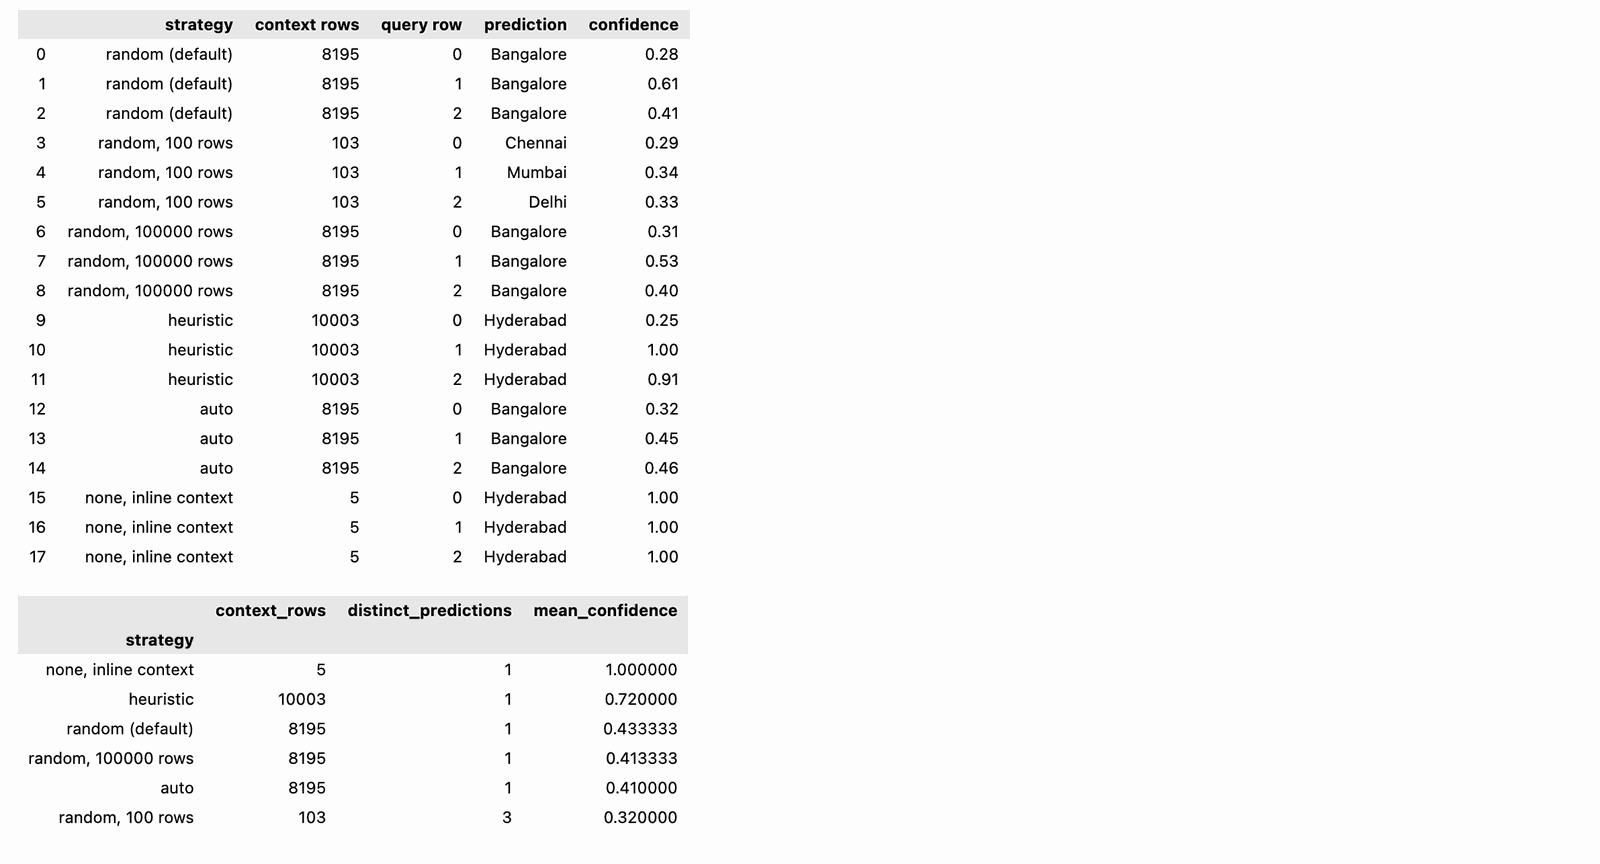 strategy context rows query row prediction confidence
0 random (default) 8195 0 Bangalore 0.28
1 random (default) 8195 1 Bangalore 0.61
2 random (default) 8195 2 Bangalore 0.41
3 random, 100 rows 103 0 Chennai 0.29
4 random, 100 rows 103 1 Mumbai 0.34
5 random, 100 rows 103 2 Delhi 0.33
6 random, 100000 rows 8195 0 Bangalore 0.31
7 random, 100000 rows 8195 1 Bangalore 0.53
8 random, 100000 rows 8195 2 Bangalore 0.40
9 heuristic 10003 0 Hyderabad 0.25
10 heuristic 10003 1 Hyderabad 1.00
11 heuristic 10003 2 Hyderabad 0.91
12 auto 8195 0 Bangalore 0.32
13 auto 8195 1 Bangalore 0.45
14 auto 8195 2 Bangalore 0.46
15 none, inline context 5 0 Hyderabad 1.00
16 none, inline context 5 1 Hyderabad 1.00
17 none, inline context 5 2 Hyderabad 1.00
context_rows distinct_predictions mean_confidence
strategy
none, inline context 5 1 1.000000
heuristic 10003 1 0.720000
random (default) 8195 1 0.433333
random, 100000 rows 8195 1 0.413333
auto 8195 1 0.410000
random, 100 rows 103 3 0.320000